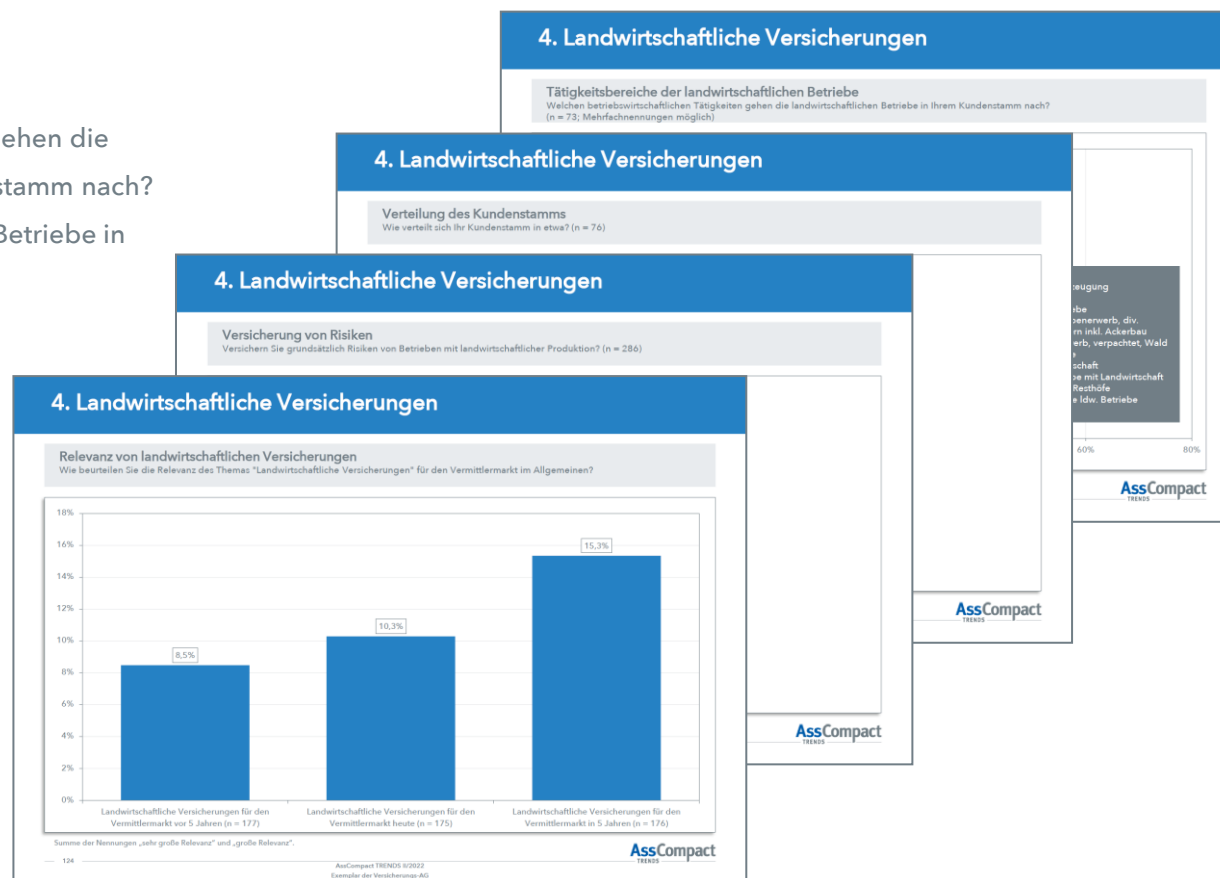 ehen die
stamm nach?
Betriebe in
4. Landwirtschaftliche Versicherungen
Tätigkeitsbereiche der landwirtschaftlichen Betriebe
Welchen betriebswirtschaftlichen Tätigkeiten gehen die landwirtschaftlichen Betriebe in Ihrem Kundenstamm nach?
(n = 73; Mehrfachnennungen möglich)
zeugung
ebe
benerwerb, div.
rn inkl. Ackerbau
erb, verpachtet, Wald
e
schaft
be mit Landwirtschaft
Resthöfe
e ldw. Betriebe
60% 80%
AssCompact
TRENDS
4. Landwirtschaftliche Versicherungen
Verteilung des Kundenstamms
Wie verteilt sich Ihr Kundenstamm in etwa? (n = 76)
AssCompact
TRENDS
4. Landwirtschaftliche Versicherungen
Versicherung von Risiken
Versichern Sie grundsätzlich Risiken von Betrieben mit landwirtschaftlicher Produktion? (n = 286)
AssCompact
TRENDS
4. Landwirtschaftliche Versicherungen
Relevanz von landwirtschaftlichen Versicherungen
Wie beurteilen Sie die Relevanz des Themas "Landwirtschaftliche Versicherungen" für den Vermittlermarkt im Allgemeinen?
18%
16%
14%
12%
10%
8%
6%
4%
2%
0%
8,5%
10,3%
15,3%
Landwirtschaftliche Versicherungen für den
Vermittlermarkt vor 5 Jahren (n = 177)
Landwirtschaftliche Versicherungen für den
Vermittlermarkt heute (n = 175)
Landwirtschaftliche Versicherungen für den
Vermittlermarkt in 5 Jahren (n = 176)
Summe der Nennungen „sehr große Relevanz" und „große Relevanz".
AssCompact
TRENDS
124
AssCompact TRENDS II/2022
Exemplar der Versicherungs-AG